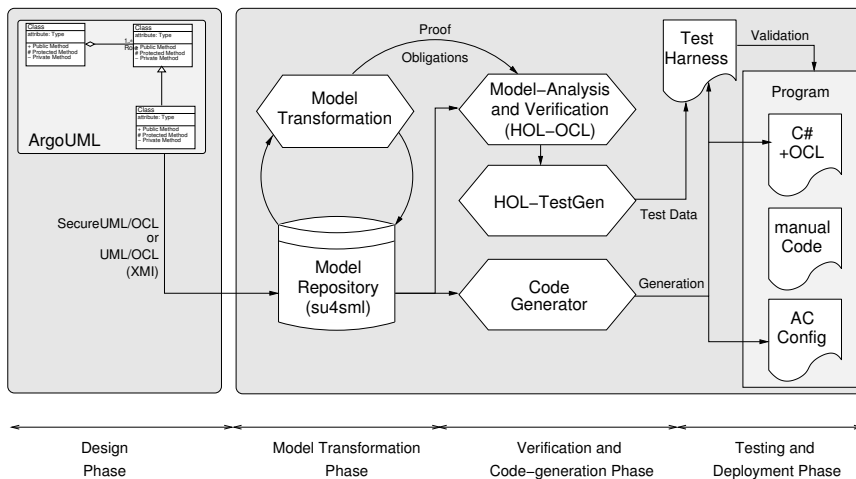 Class
attribute: Type
+ Public Method
# Protected Method
− Private Method
1..*
Class
attribute: Type
+ Public Method
# Protected Method
− Private Method
Class
attribute: Type
+ Public Method
# Protected Method
− Private Method
ArgoUML
SecureUML/OCL
or
UML/OCL
(XMI)
Model
Transformation
Proof
Obligations
Model−Analysis
and Verification
(HOL−OCL)
HOL−TestGen
Test Data
Model
Repository
(su4sml)
Code
Generator
Generation
Test
Harness
Validation
Program
C#
+OCL
manual
Code
AC
Config
Design
Phase
Model Transformation
Phase
Verification and
Code−generation Phase
Testing and
Deployment Phase